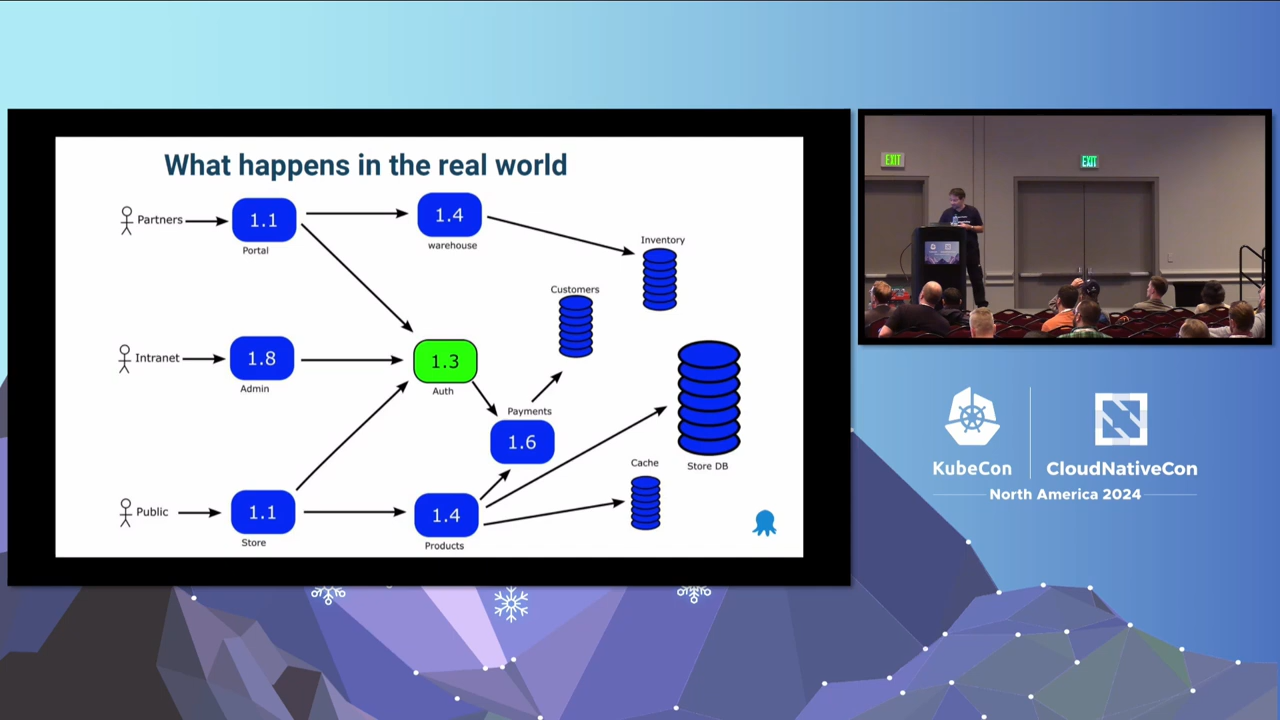 What happens in the real world
Partners
1.1
Portal
1.4
warehouse
Inventory
Customers
Intranet
1.8
Admin
1.3
Auth
Payments
1.6
Store DB
Cache
Public
1.1
Store
1.4
Products
EXIT
EXIT
KubeCon
CloudNativeCon
North America 2024